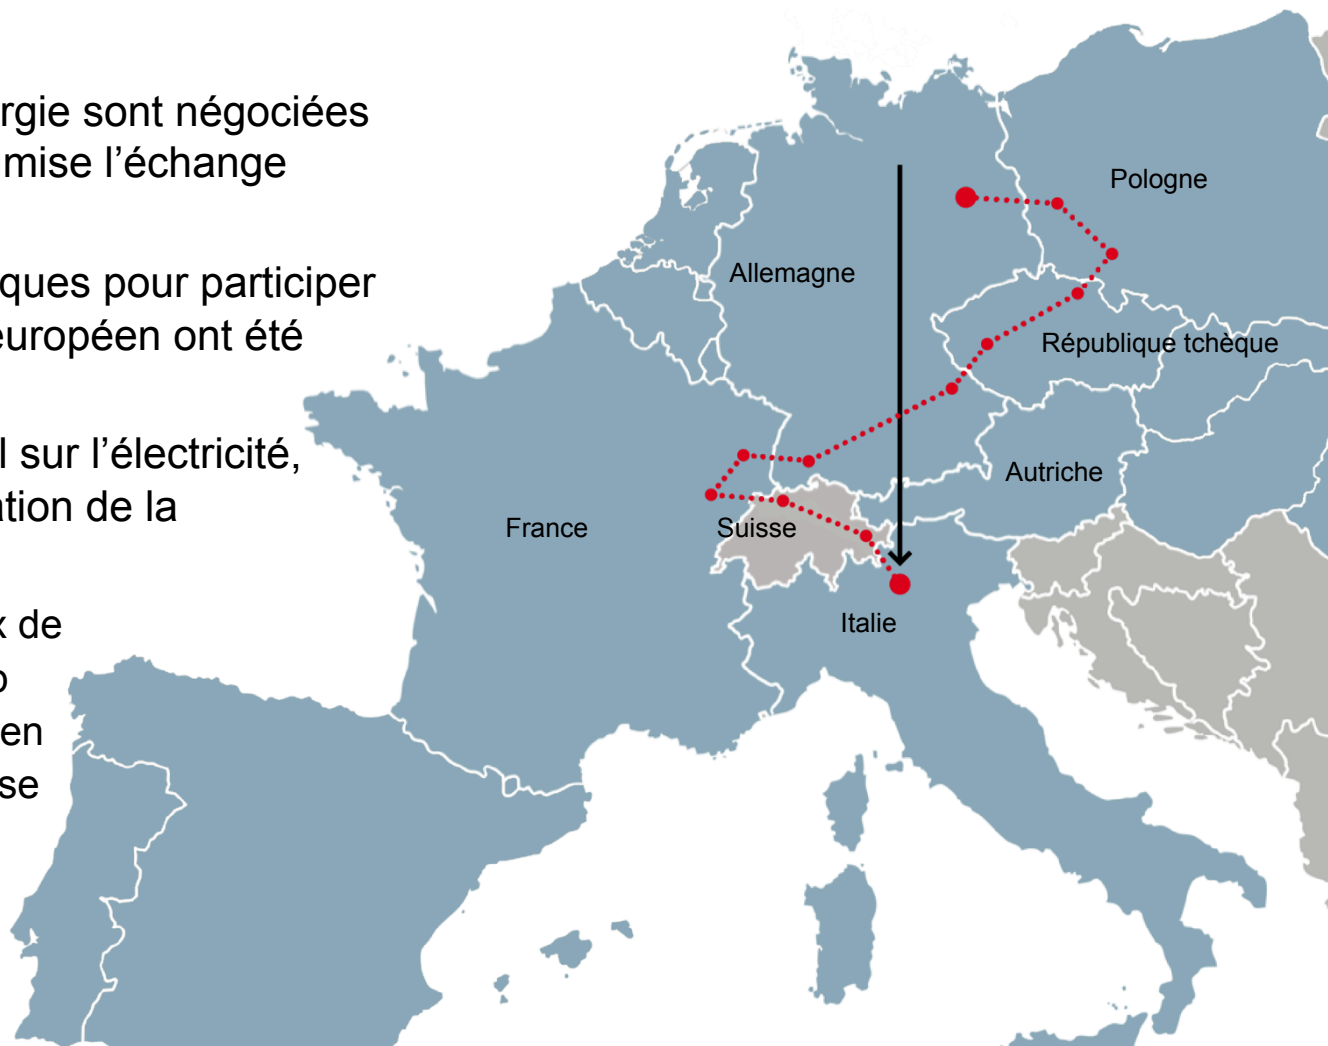 rgie sont négociées
mise l’échange
ques pour participer
européen ont été
l sur l’électricité,
ation de la
x de
en
se
Pologne
Allemagne
République tchèque
Autriche
France
Suisse
Italie